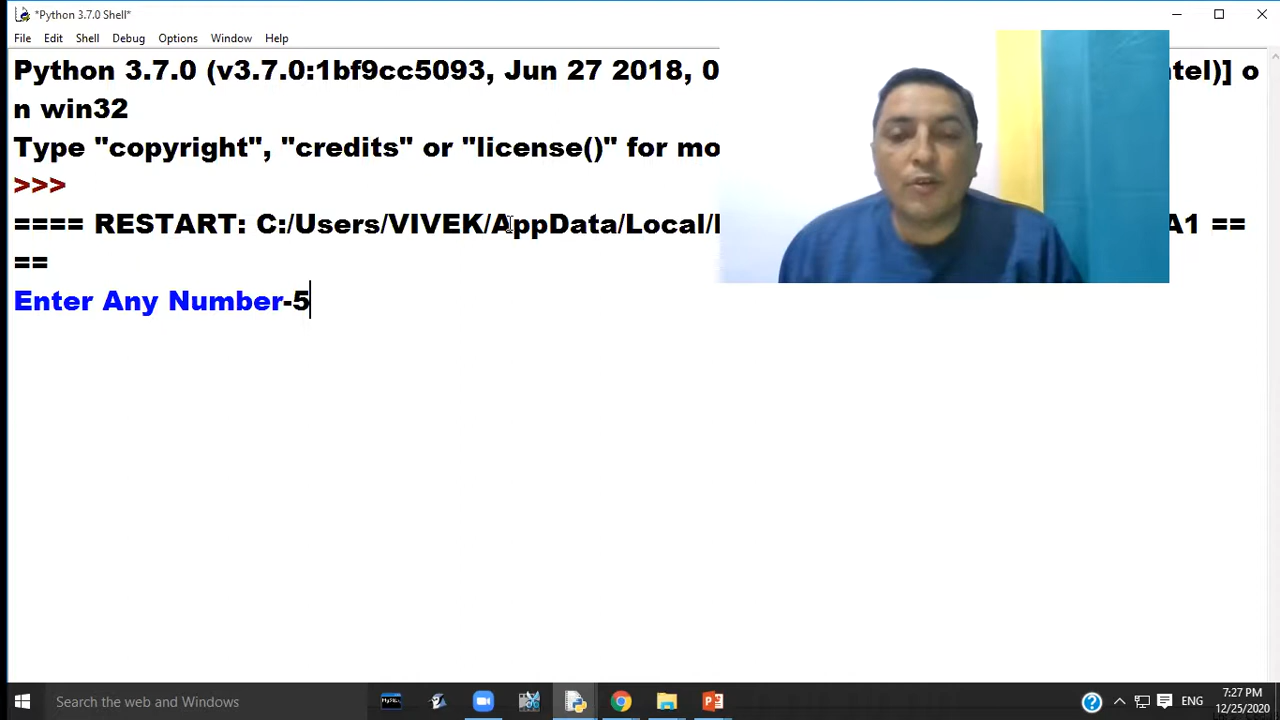 *Python 3.7.0 Shell*
File Edit Shell Debug Options Window Help
Python 3.7.0 (v3.7.0:1bf9cc5093, Jun 27 2018, 0 ntel)] o
n win32
Type "copyright", "credits" or "license()" for mo
>>>
==== RESTART: C:/Users/VIVEK/AppData/Local/ A1 ==
==
Enter Any Number-5
Search the web and Windows
MySQL
ENG
7:27 PM
12/25/2020